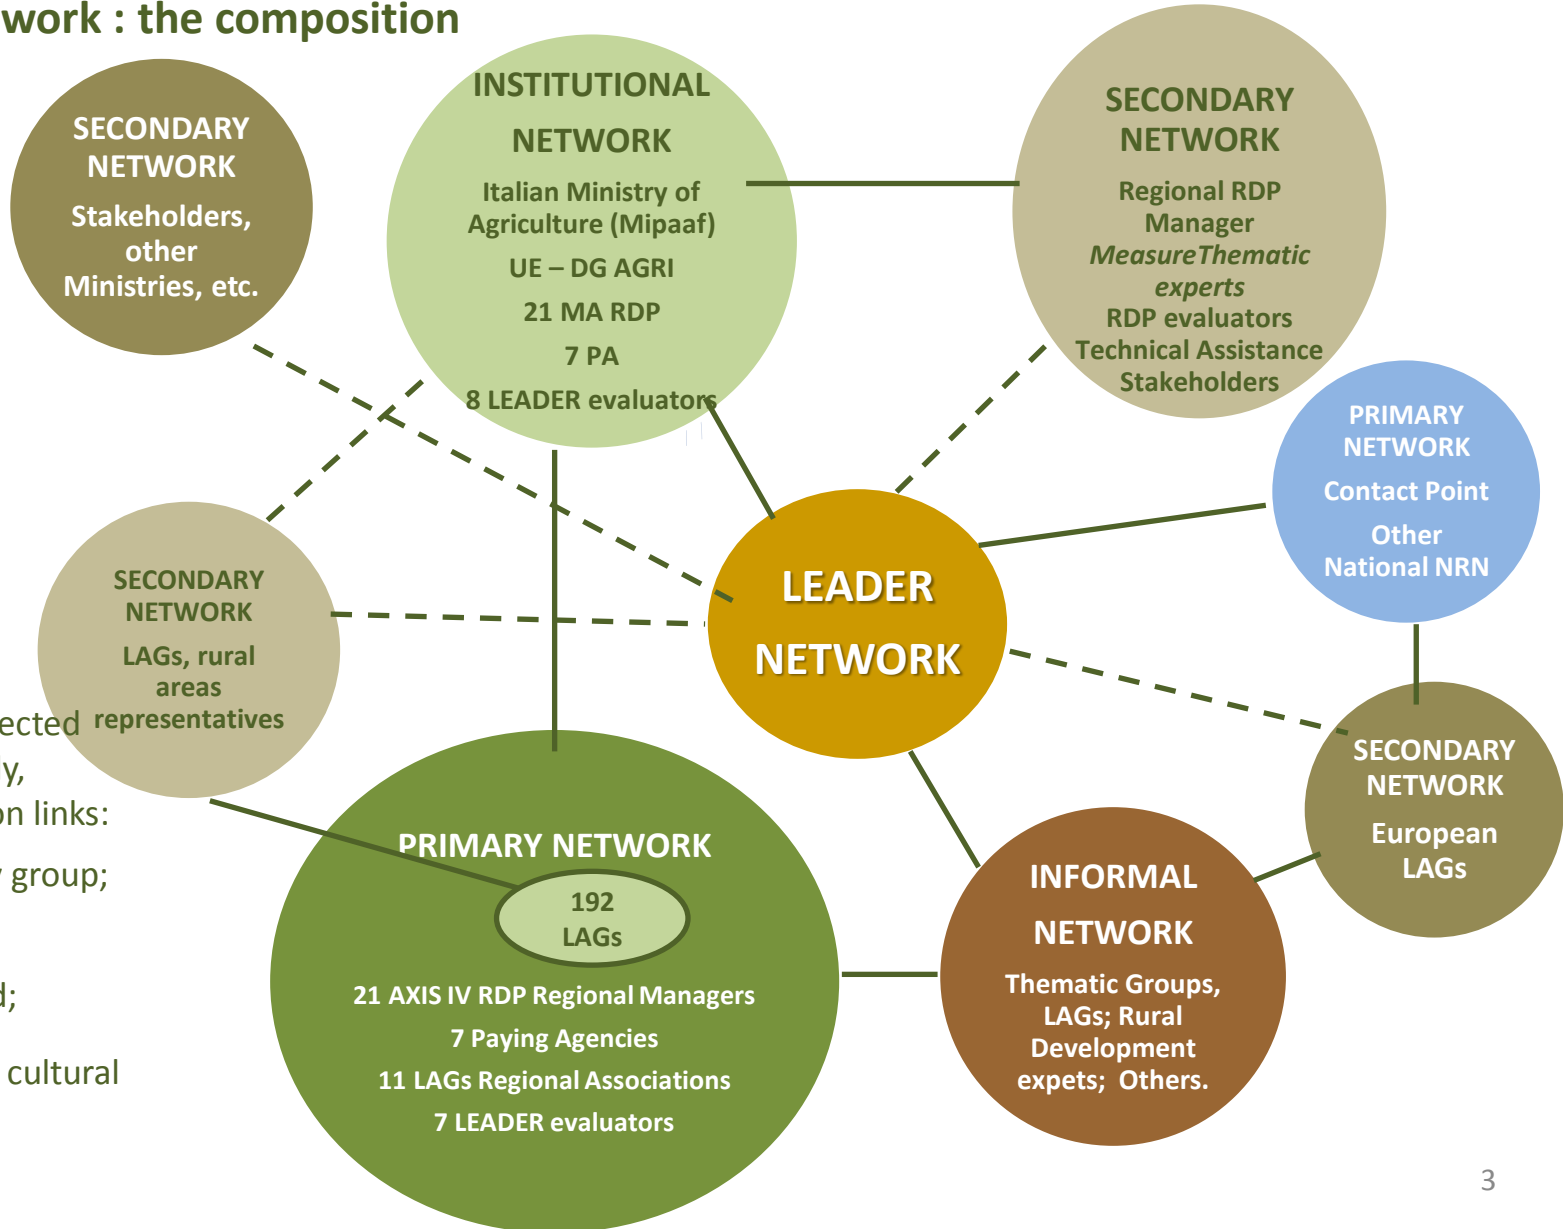 work : the composition
SECONDARY
NETWORK
Stakeholders,
other
Ministries, etc.
INSTITUTIONAL
NETWORK
Italian Ministry of
Agriculture (Mipaaf)
UE – DG AGRI
21 MA RDP
7 PA
8 LEADER evaluators
SECONDARY
NETWORK
Regional RDP
Manager
MeasureThematic
experts
RDP evaluators
Technical Assistance
Stakeholders
PRIMARY
NETWORK
Contact Point
Other
National NRN
LEADER
NETWORK
SECONDARY
NETWORK
LAGs, rural
areas
representatives
ected
y,
on links:
y group;
d;
cultural
PRIMARY NETWORK
192
LAGs
21 AXIS IV RDP Regional Managers
7 Paying Agencies
11 LAGs Regional Associations
7 LEADER evaluators
INFORMAL
NETWORK
Thematic Groups,
LAGs; Rural
Development
expets; Others.
SECONDARY
NETWORK
European
LAGs
3